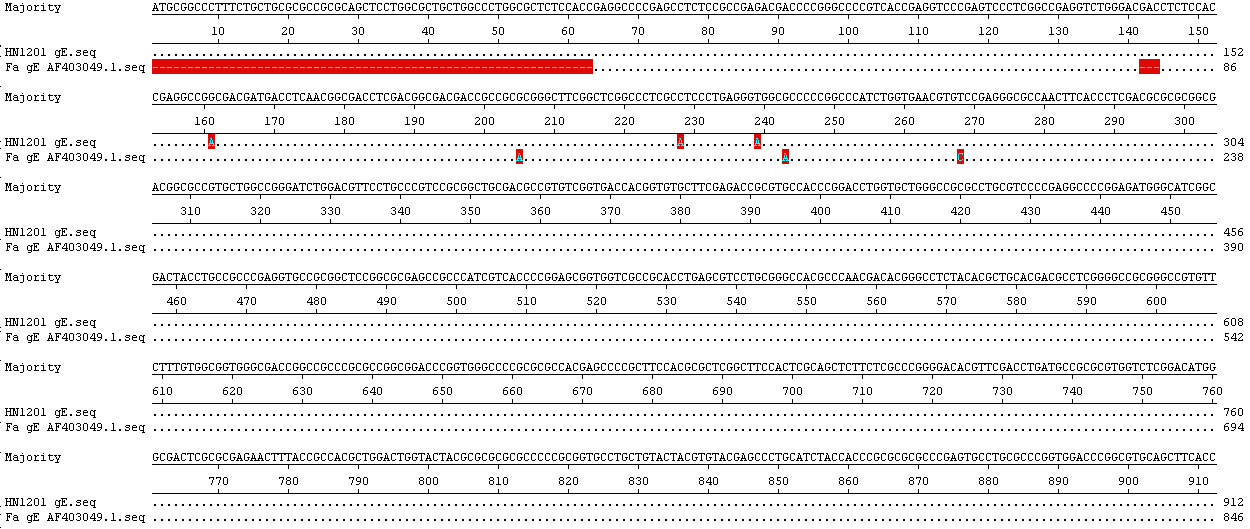 Majority ATGCGGCCCTTTCTGCTGCGCGCCGCGCAGCTCCTGGCGCTGCTGGCCCTGGCGCTCTCCACCGAGGCCCCGAGCCTCTCCGCCGAGACGACCCCGGGCCCCGTCACCGAGGTCCCGAGTCCCTCGGCCGAGGTCTGGGACGACCTCTCCAC
10 20 30 40 50 60 70 80 90 100 110 120 130 140 150
HN1201 gE.seq 152
Fa gE AF403049.1.seq 86
Majority CGAGGCCGGCGACGATGACCTCAACGGCGACCTCGACGGCGACGACCGCCGCGCGGGCTTCGGCTCGGCCCTCGCCTCCCTGAGGGTGGCGCCCCCGGCCCATCTGGTGAACGTGTCCGAGGGCGCCAACTTCACCCTCGACGCGCGCGGCG
160 170 180 190 200 210 220 230 240 250 260 270 280 290 300
HN1201 gE.seq A A A 304
Fa gE AF403049.1.seq A A C 238
Majority ACGGCGCCGTGCTGGCCGGGATCTGGACGTTCCTGCCCGTCCGCGGCTGCGACGCCGTGTCGGTGACCACGGTGTGCTTCGAGACCGCGTGCCACCCGGACCTGGTGCTGGGCCGCGCCTGCGTCCCCGAGGCCCCGGAGATGGGCATCGGC
310 320 330 340 350 360 370 380 390 400 410 420 430 440 450
HN1201 gE.seq 456
Fa gE AF403049.1.seq 390
Majority GACTACCTGCCGCCCGAGGTGCCGCGGCTCCGGCGCGAGCCGCCCATCGTCACCCCGGAGCGGTGGTCGCCGCACCTGAGCGTCCTGCGGGCCACGCCCAACGACACGGGCCTCTACACGCTGCACGACGCCTCGGGGCCGCGGGCCGTGTT
460 470 480 490 500 510 520 530 540 550 560 570 580 590 600
HN1201 gE.seq 608
Fa gE AF403049.1.seq 542
Majority CTTTGTGGCGGTGGGCGACCGGCCGCCCGCGCCGGCGGACCCGGTGGGCCCCGCGCGCCACGAGCCCCGCTTCCACGCGCTCGGCTTCCACTCGCAGCTCTTCTCGCCCGGGGACACGTTCGACCTGATGCCGCGCGTGGTCTCGGACATGG
610 620 630 640 650 660 670 680 690 700 710 720 730 740 750 760
HN1201 gE.seq 760
Fa gE AF403049.1.seq 694
Majority GCGACTCGCGCGAGAACTTTACCGCCACGCTGGACTGGTACTACGCGCGCGCGCCCCCGCGGTGCCTGCTGTACTACGTGTACGAGCCCTGCATCTACCACCCGCGCGCGCCCGAGTGCCTGCGCCCGGTGGACCCGGCGTGCAGCTTCACC
770 780 790 800 810 820 830 840 850 860 870 880 890 900 910
HN1201 gE.seq 912
Fa gE AF403049.1.seq 846